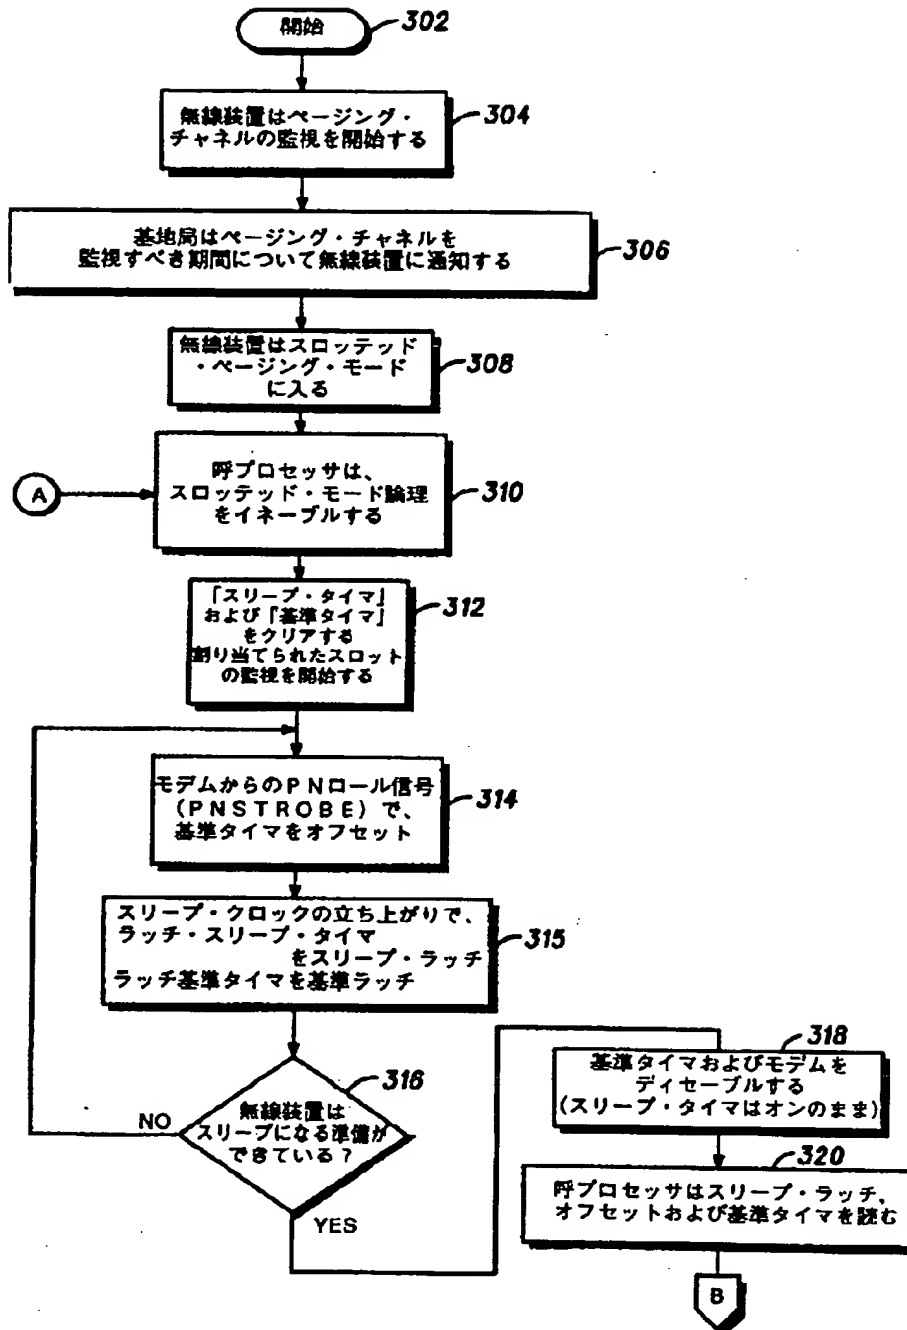 開始
302
無線装置はページング・
チャネルの監視を開始する
304
基地局はページング・チャネルを
監視すべき期間について無線装置に通知する
306
無線装置はスロッテッド
・ページング・モード
に入る
308
A
呼プロセッサは、
スロッテッド・モード論理
をイネーブルする
310
「スリープ・タイマ」
および「基準タイマ」
をクリアする
割り当てられたスロット
の監視を開始する
312
モデムからのPNロール信号
(PNSTROBE)で、
基準タイマをオフセット
314
スリープ・クロックの立ち上がりで、
ラッチ・スリープ・タイマ
をスリープ・ラッチ
ラッチ基準タイマを基準ラッチ
315
無線装置は
スリープになる準備が
できている?
316
NO
YES
318
基準タイマおよびモデムを
ディセーブルする
(スリープ・タイマはオンのまま)
320
呼プロセッサはスリープ・ラッチ、
オフセットおよび基準タイマを読む
B